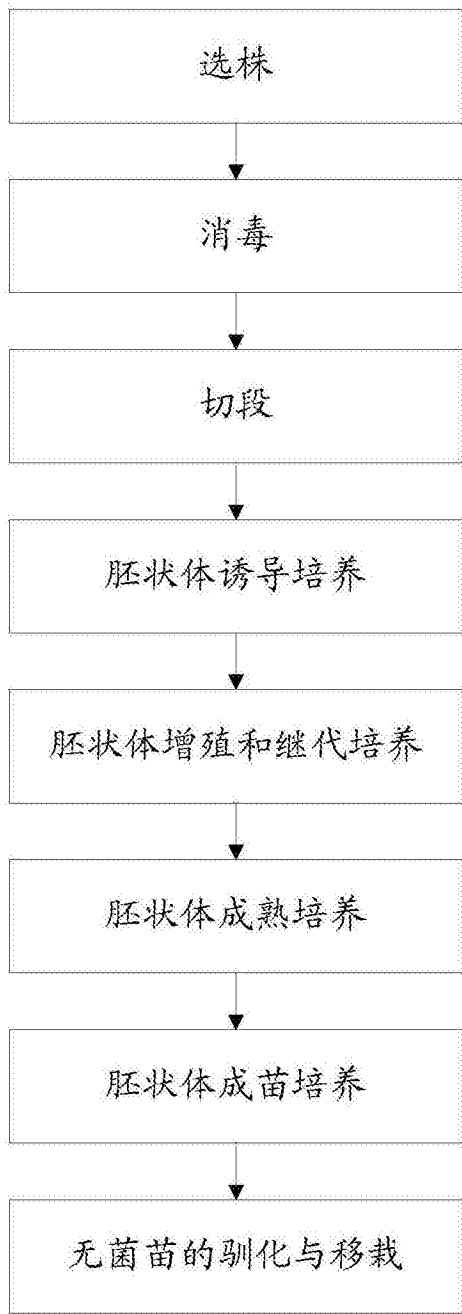 选株
消毒
切段
胚状体诱导培养
胚状体增殖和继代培养
胚状体成熟培养
胚状体成苗培养
无菌苗的驯化与移栽